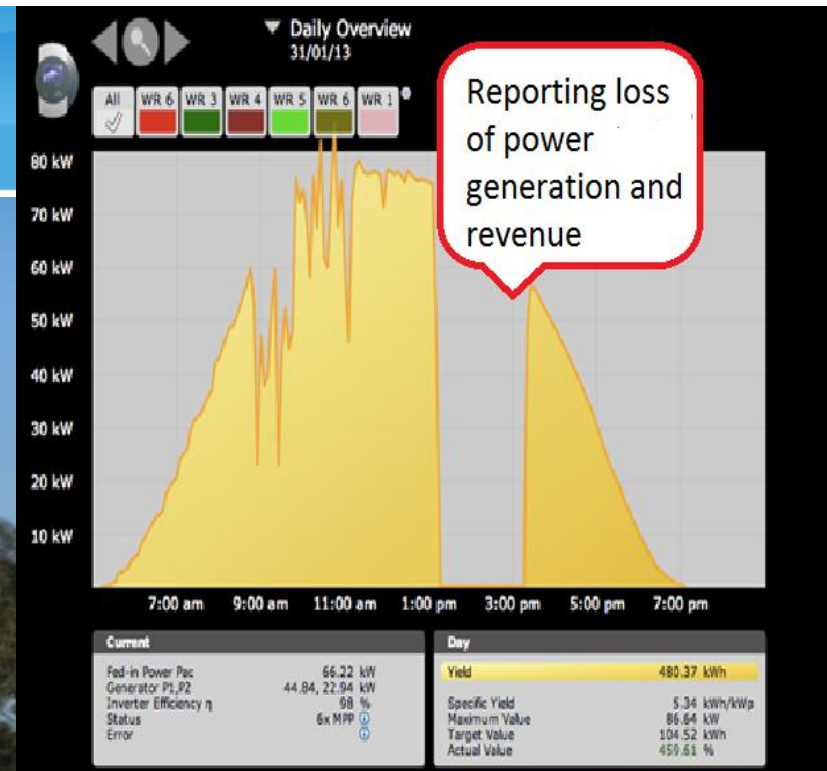 Daily Overview
31/01/13
All WR 6 WR 3 WR 4 WR 5 WR 6 WR 1
Reporting loss
of power
generation and
revenue
80 kW
70 kW
60 kW
50 kW
40 kW
30 kW
20 kW
10 kW
7:00 am 9:00 am 11:00 am 1:00 pm 3:00 pm 5:00 pm 7:00 pm
Current
Fed-in Power Pac 66.22 kW
Generator P1,P2 44.84, 22.94 kW
Inverter Efficiency η 98 %
Status 6x MPP
Error
Day
Yield 480.37 kWh
Specific Yield 5.34 kWh/kWp
Maximum Value 86.64 kW
Target Value 104.52 kWh
Actual Value 459.61 %